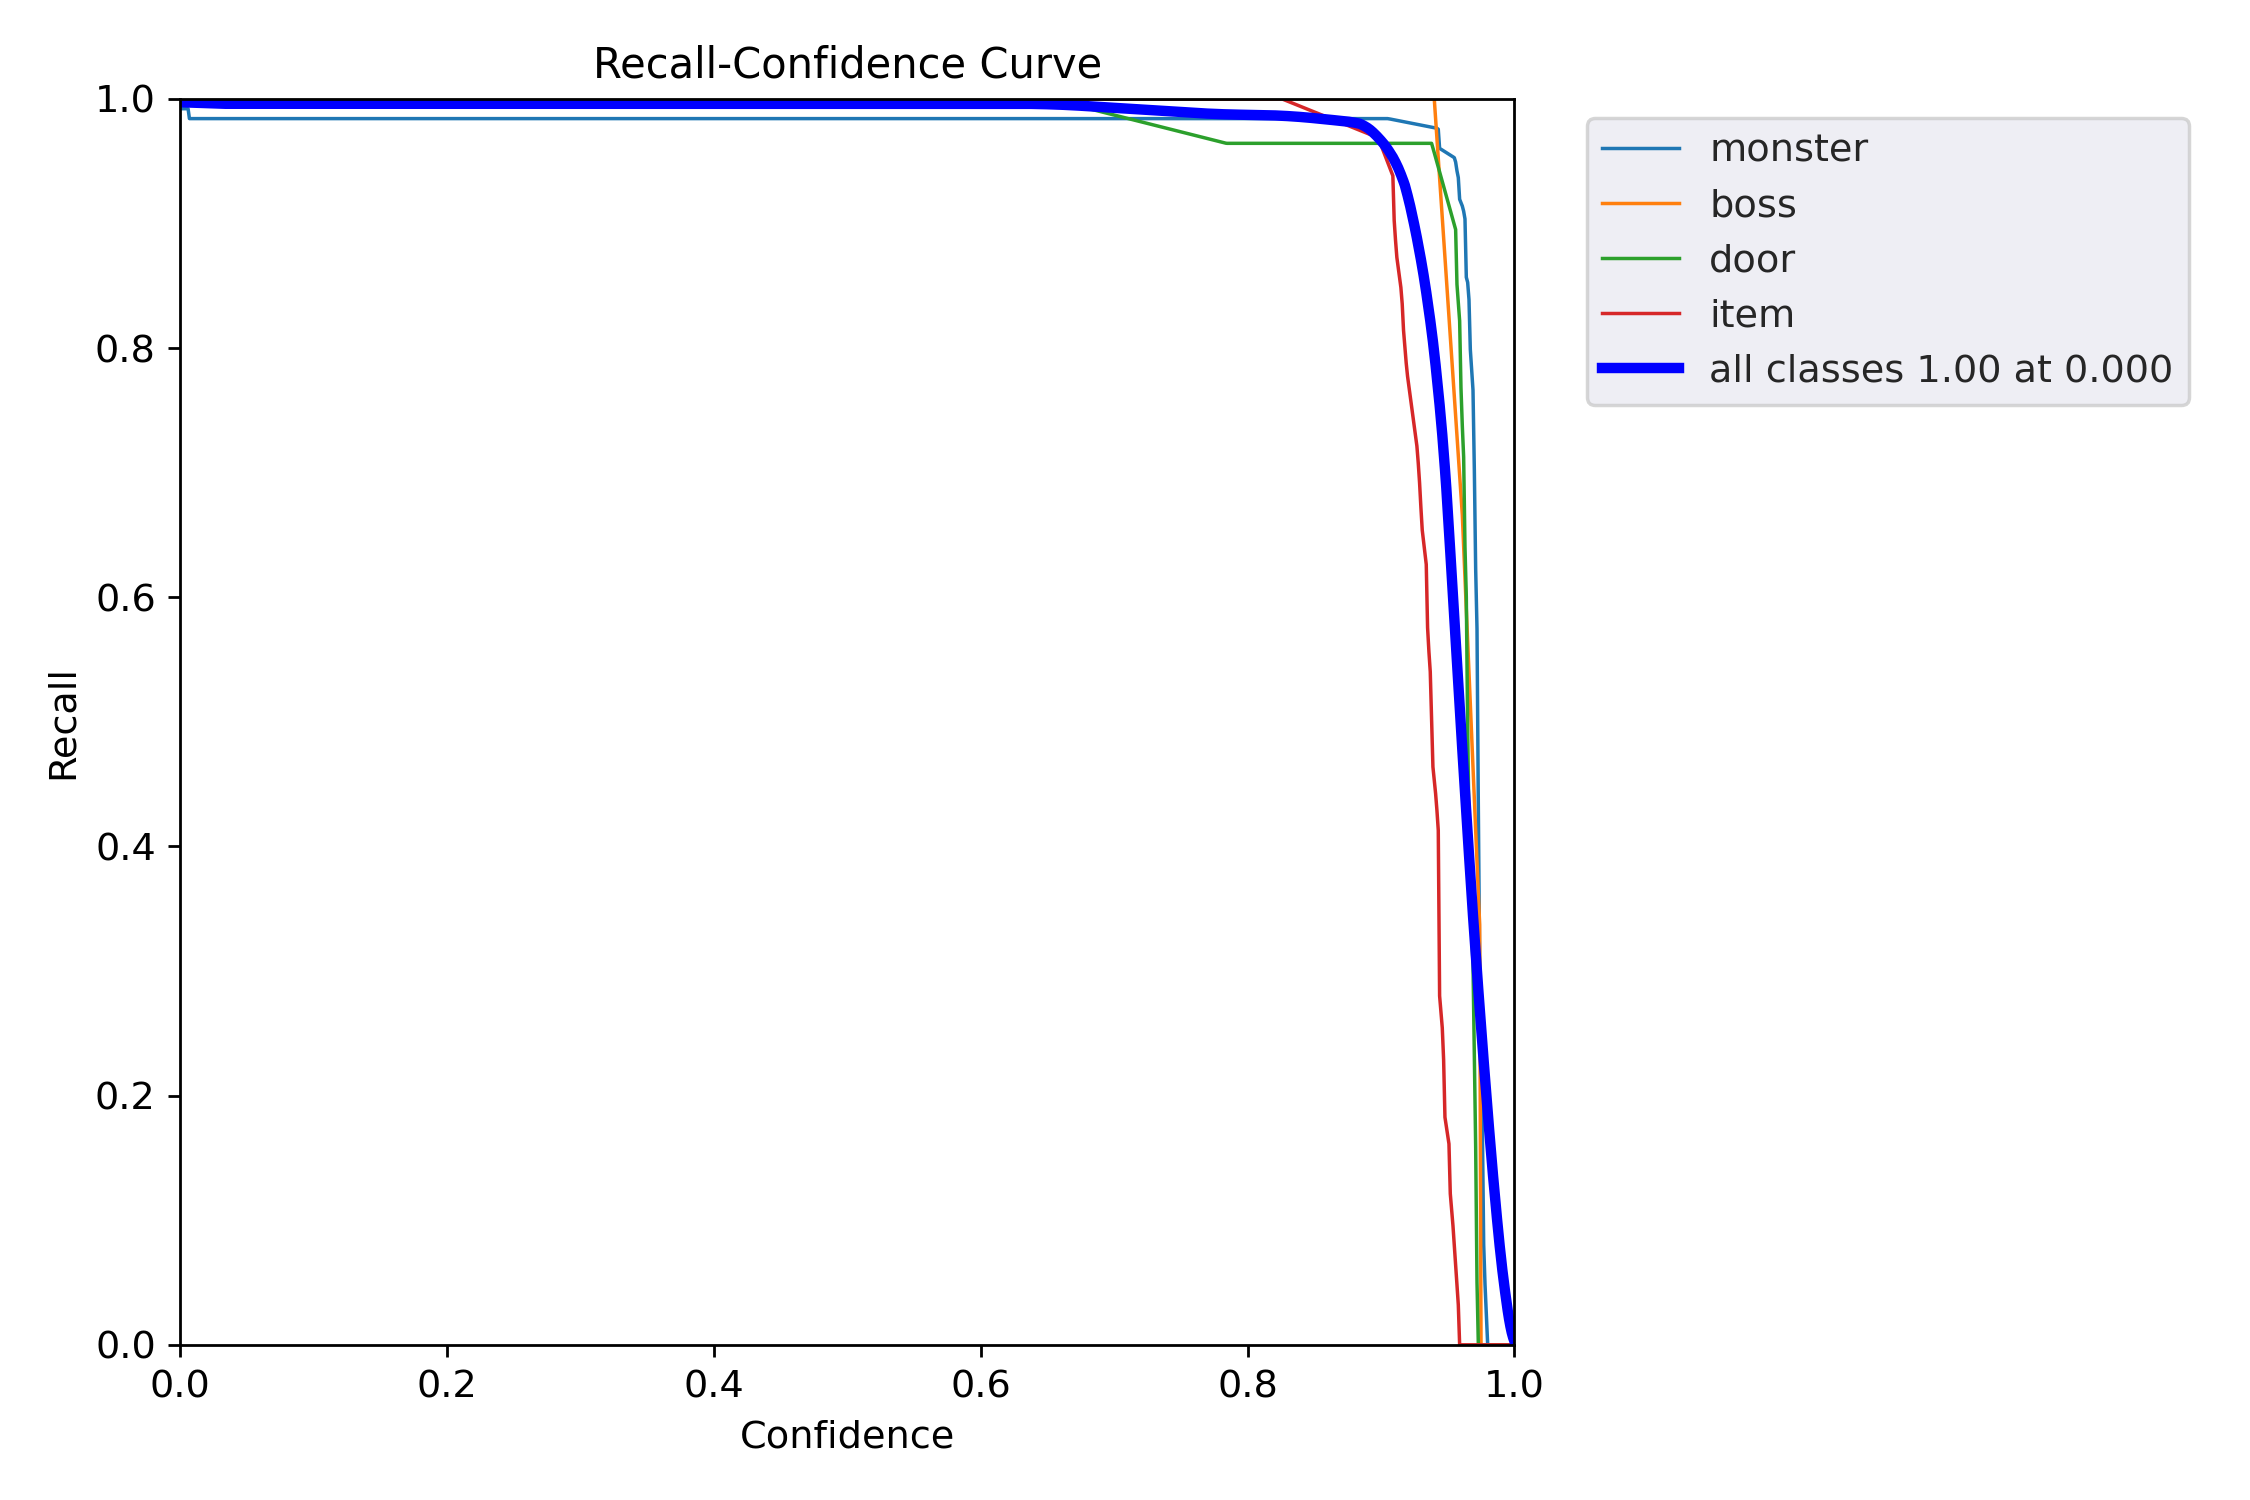 Recall-Confidence Curve
1.0
0.8
0.6
0.4
0.2
0.0
Recall
0.0 0.2 0.4 0.6 0.8 1.0
Confidence
monster
boss
door
item
all classes 1.00 at 0.000